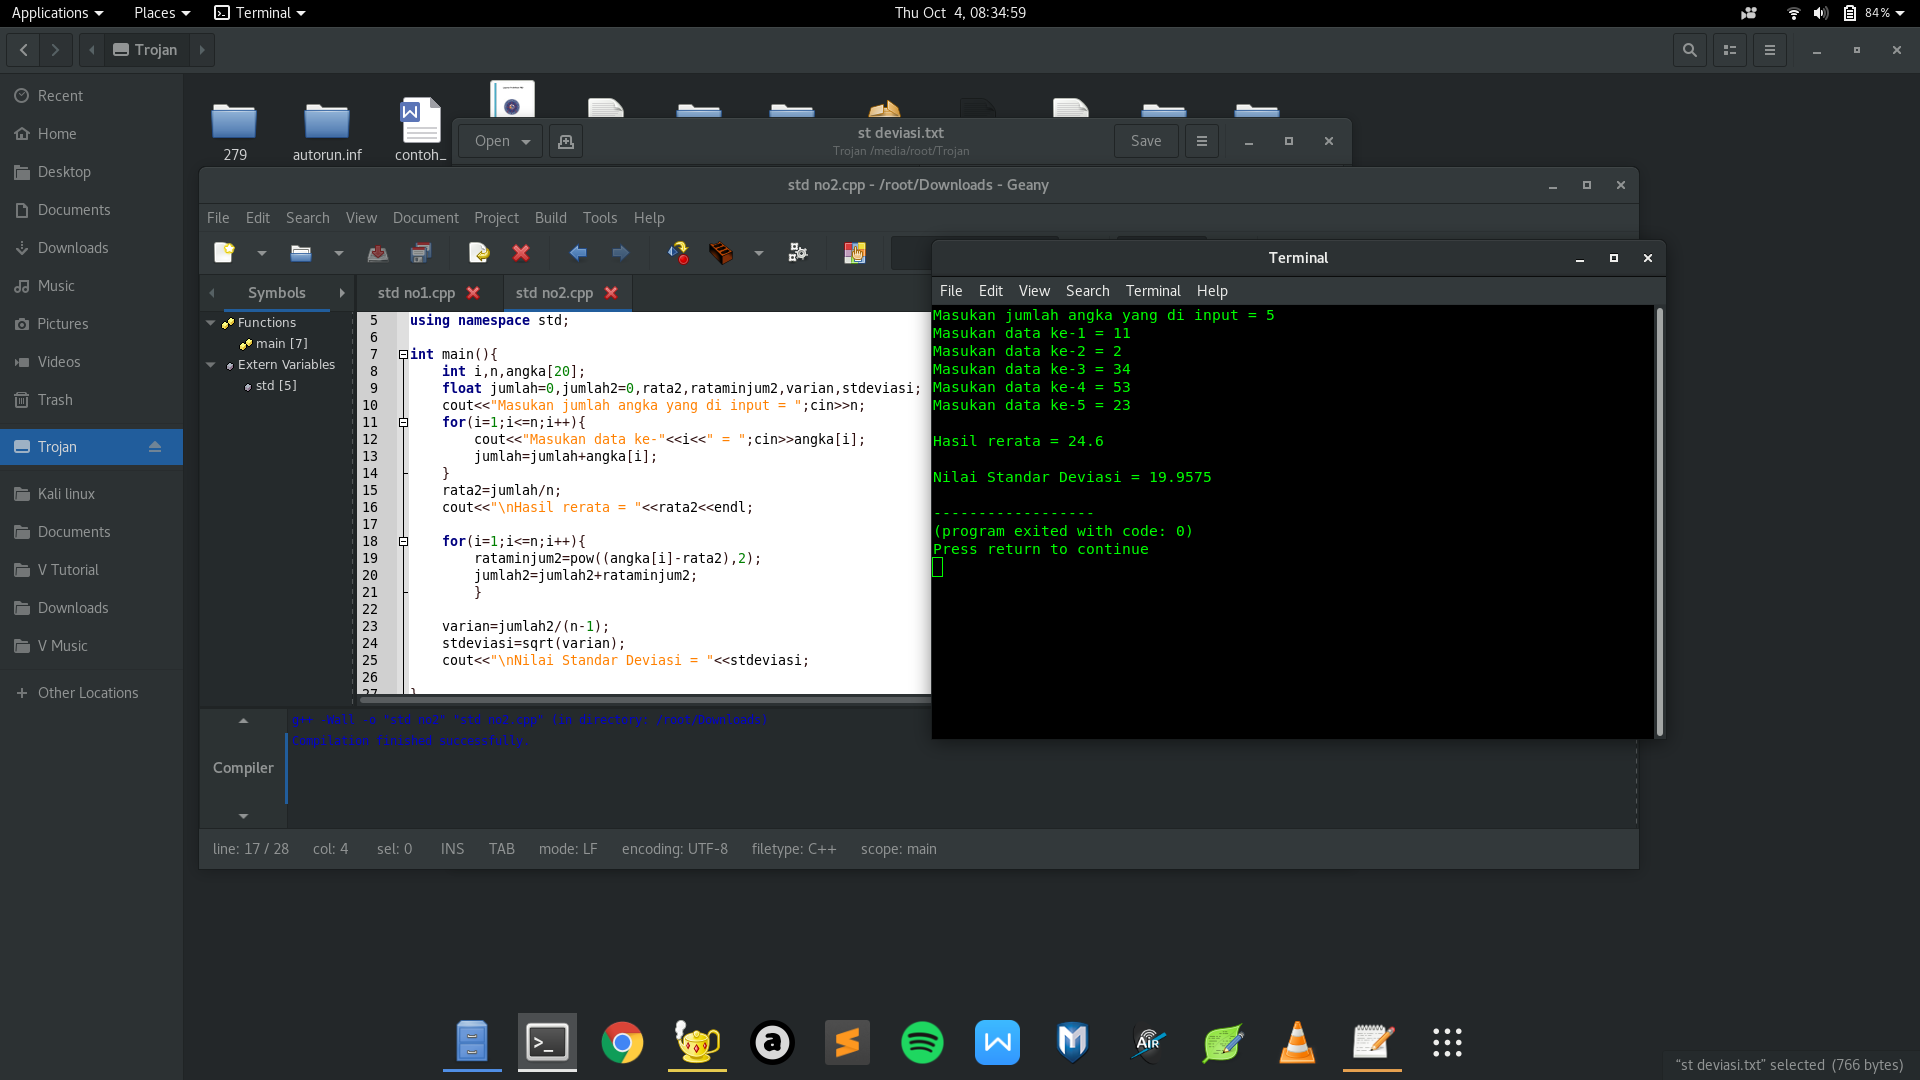 Applications
Places
Terminal
Thu Oct  4, 08:34:59
84%
Trojan
Recent
Home
Desktop
Documents
Downloads
Music
Pictures
Videos
Trash
Trojan
Kali linux
Documents
V Tutorial
Downloads
V Music
Other Locations
279
autorun.inf
contoh_
Open
st deviasi.txt
Trojan /media/root/Trojan
Save
std no2.cpp - /root/Downloads - Geany
File Edit Search View Document Project Build Tools Help
Symbols
std no1.cpp
std no2.cpp
Functions
main [7]
Extern Variables
std [5]
5 using namespace std;
6
7 int main(){
8 int i,n,angka[20];
9 float jumlah=0,jumlah2=0,rata2,rataminjum2,varian,stdeviasi;
10 cout<<"Masukan jumlah angka yang di input = ";cin>>n;
11 for(i=1;i<=n;i++){
12 cout<<"Masukan data ke-"<<i<<" = ";cin>>angka[i];
13 jumlah=jumlah+angka[i];
14 }
15 rata2=jumlah/n;
16 cout<<"\nHasil rerata = "<<rata2<<endl;
17
18 for(i=1;i<=n;i++){
19 rataminjum2=pow((angka[i]-rata2),2);
20 jumlah2=jumlah2+rataminjum2;
21 }
22
23 varian=jumlah2/(n-1);
24 stdeviasi=sqrt(varian);
25 cout<<"\nNilai Standar Deviasi = "<<stdeviasi;
26
27 }
Terminal
File Edit View Search Terminal Help
Masukan jumlah angka yang di input = 5
Masukan data ke-1 = 11
Masukan data ke-2 = 2
Masukan data ke-3 = 34
Masukan data ke-4 = 53
Masukan data ke-5 = 23
Hasil rerata = 24.6
Nilai Standar Deviasi = 19.9575
------------------
(program exited with code: 0)
Press return to continue
Compiler
g++ -Wall -o "std no2" "std no2.cpp" (in directory: /root/Downloads)
Compilation finished successfully.
line: 17 / 28 col: 4 sel: 0 INS TAB mode: LF encoding: UTF-8 filetype: C++ scope: main
AIR
“st deviasi.txt” selected (766 bytes)